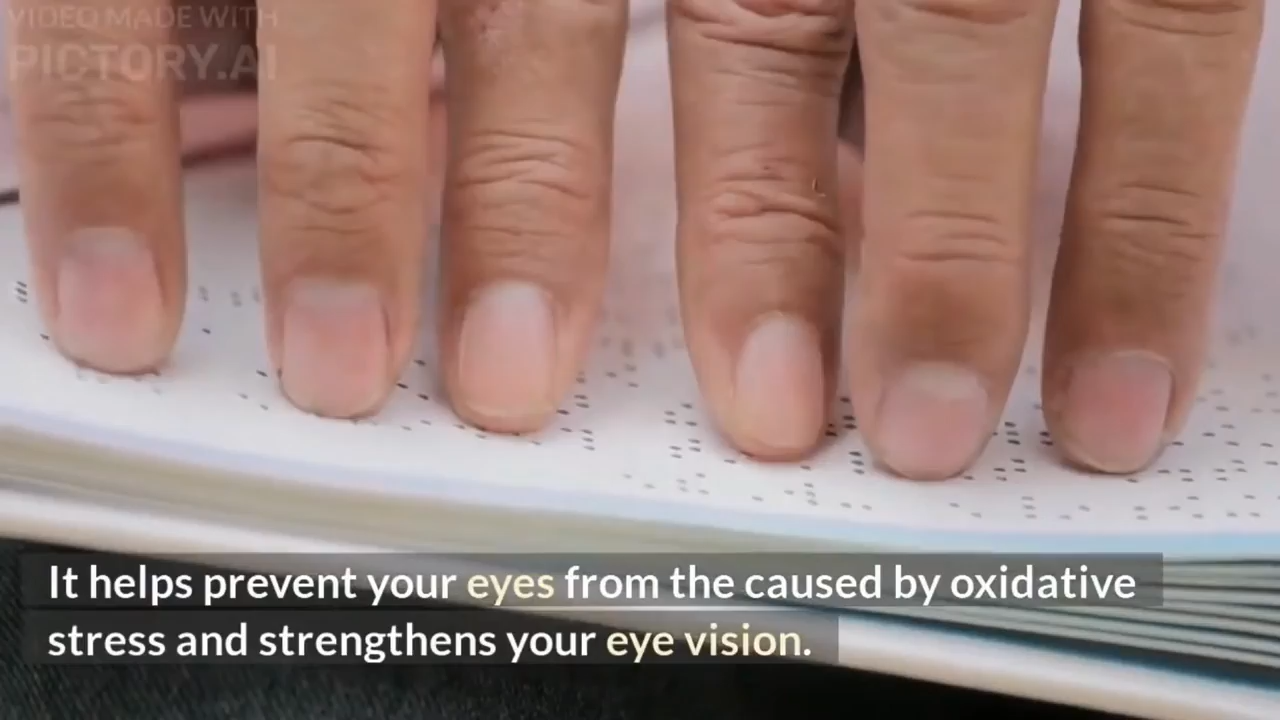 VIDEO MADE WITH
PICTORY.AI
It helps prevent your eyes from the caused by oxidative
stress and strengthens your eye vision.